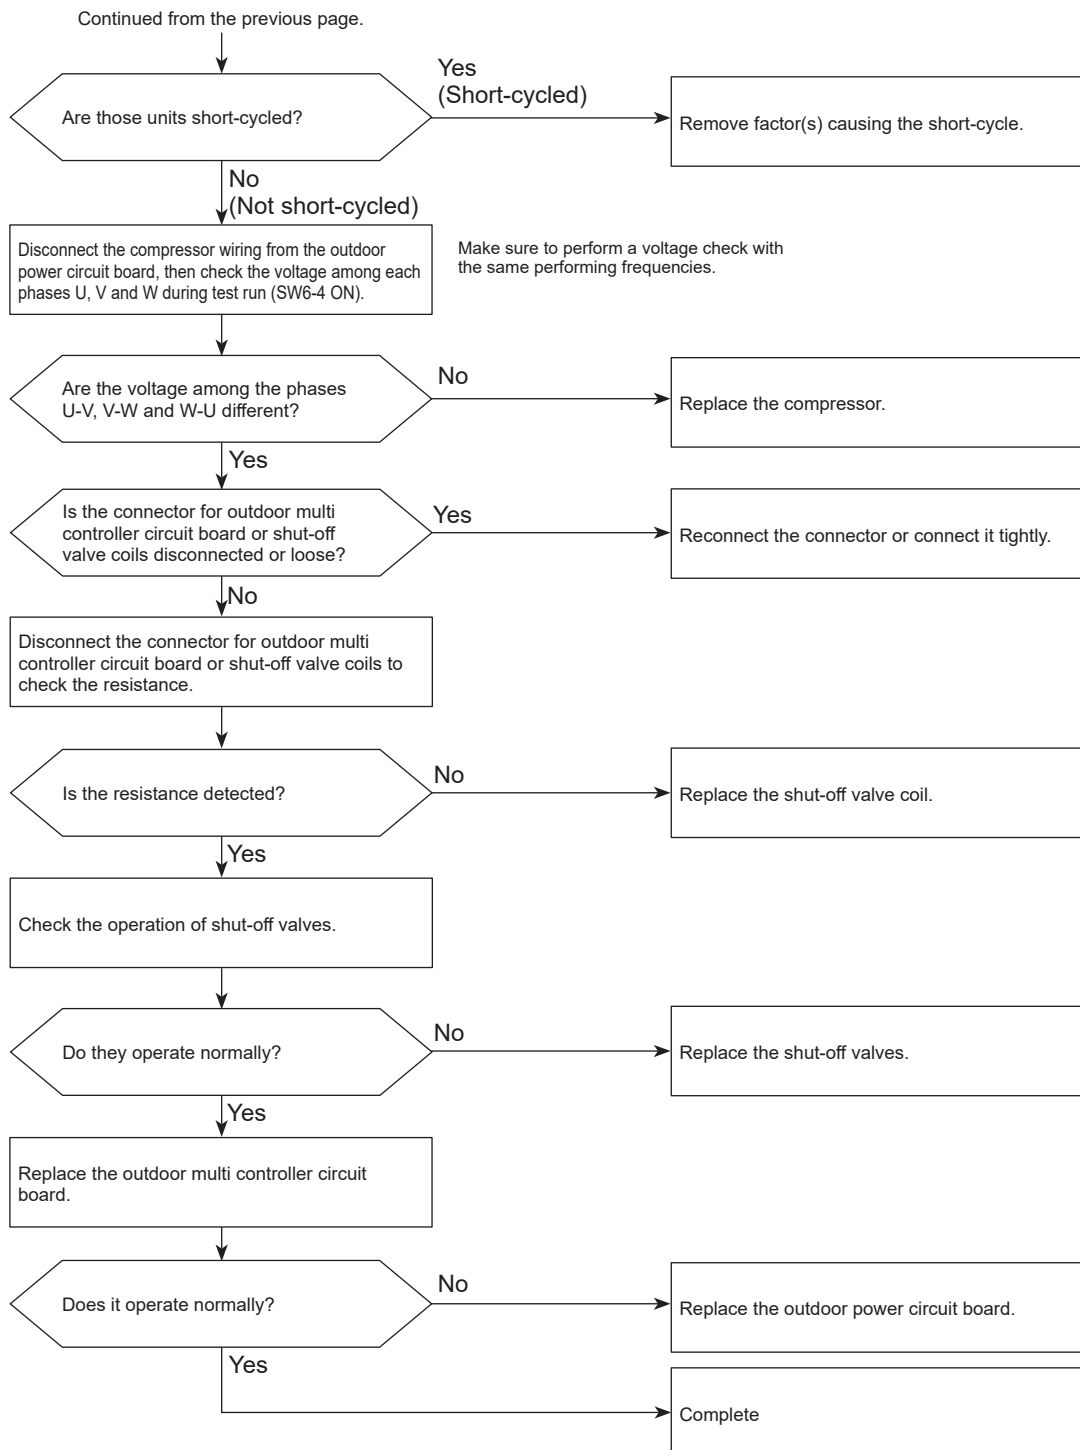 Continued from the previous page.
Are those units short-cycled?
Yes
(Short-cycled)
Remove factor(s) causing the short-cycle.
No
(Not short-cycled)
Disconnect the compressor wiring from the outdoor
power circuit board, then check the voltage among each
phases U, V and W during test run (SW6-4 ON).
Make sure to perform a voltage check with
the same performing frequencies.
Are the voltage among the phases
U-V, V-W and W-U different?
No
Replace the compressor.
Yes
Is the connector for outdoor multi
controller circuit board or shut-off
valve coils disconnected or loose?
Yes
Reconnect the connector or connect it tightly.
No
Disconnect the connector for outdoor multi
controller circuit board or shut-off valve coils to
check the resistance.
Is the resistance detected?
No
Replace the shut-off valve coil.
Yes
Check the operation of shut-off valves.
Do they operate normally?
No
Replace the shut-off valves.
Yes
Replace the outdoor multi controller circuit
board.
Does it operate normally?
No
Replace the outdoor power circuit board.
Yes
Complete